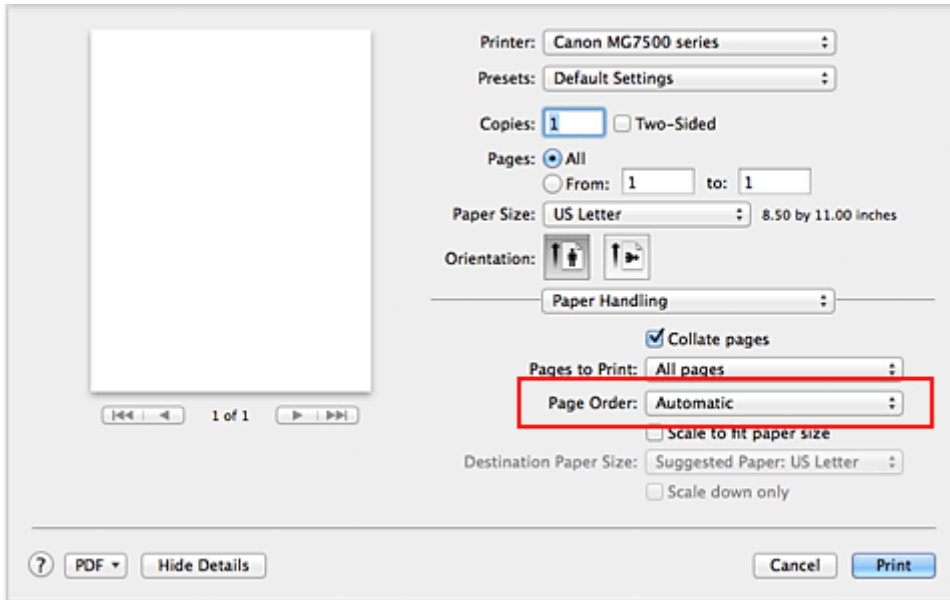 Printer: Canon MG7500 series
Presets: Default Settings
Copies: 1 Two-Sided
Pages: All
From: 1 to: 1
Paper Size: US Letter 8.50 by 11.00 inches
Orientation:
Paper Handling
Collate pages
Pages to Print: All pages
Page Order: Automatic
1 of 1
Scale to fit paper size
Destination Paper Size: Suggested Paper: US Letter
Scale down only
? PDF Hide Details Cancel Print